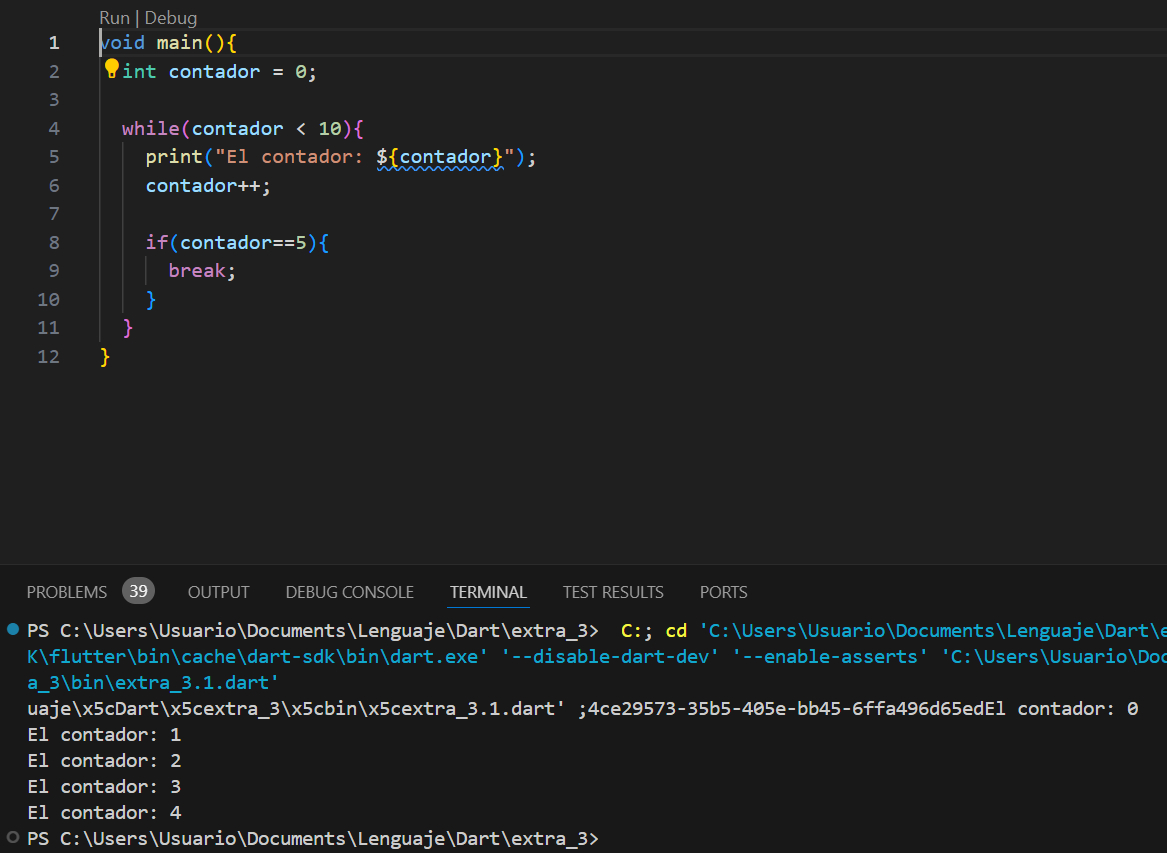 Run | Debug
1 void main(){
2 int contador = 0;
3
4 while(contador < 10){
5 print("El contador: ${contador}");
6 contador++;
7
8 if(contador==5){
9 break;
10 }
11 }
12 }
PROBLEMS 39 OUTPUT DEBUG CONSOLE TERMINAL TEST RESULTS PORTS
PS C:\Users\Usuario\Documents\Lenguaje\Dart\extra_3> C:; cd 'C:\Users\Usuario\Documents\Lenguaje\Dart\e
K\flutter\bin\cache\dart-sdk\bin\dart.exe' '--disable-dart-dev' '--enable-asserts' 'C:\Users\Usuario\Doc
a_3\bin\extra_3.1.dart'
uaje\x5cDart\x5cextra_3\x5cbin\x5cextra_3.1.dart' ;4ce29573-35b5-405e-bb45-6ffa496d65edEl contador: 0
El contador: 1
El contador: 2
El contador: 3
El contador: 4
PS C:\Users\Usuario\Documents\Lenguaje\Dart\extra_3>